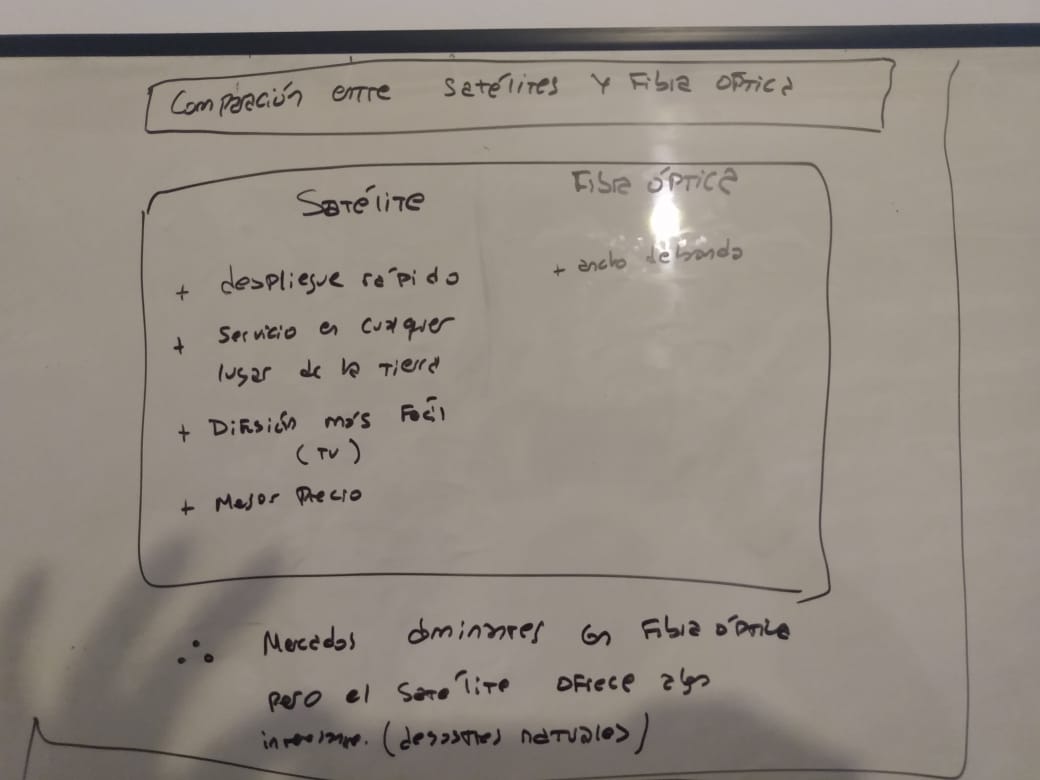 Comparación entre Satélites y Fibra óptica
Satélite
+ despliegue rápido
+ Servicio en cualquier
lugar de la Tierra
+ Difusión más Fácil
(TV)
+ Mejor Precio
Fibra óptica
+ ancho de banda
∴ Mercados dominantes en Fibra óptica
pero el Satélite ofrece algo
interesante. (desastres naturales)